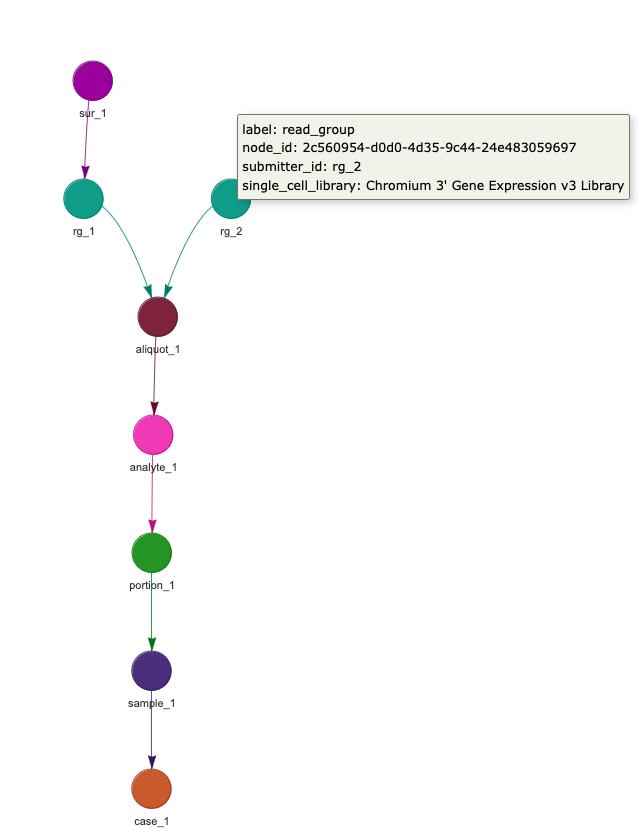 sur_1
label: read_group
node_id: 2c560954-d0d0-4d35-9c44-24e483059697
submitter_id: rg_2
single_cell_library: Chromium 3' Gene Expression v3 Library
rg_1
rg_2
aliquot_1
analyte_1
portion_1
sample_1
case_1